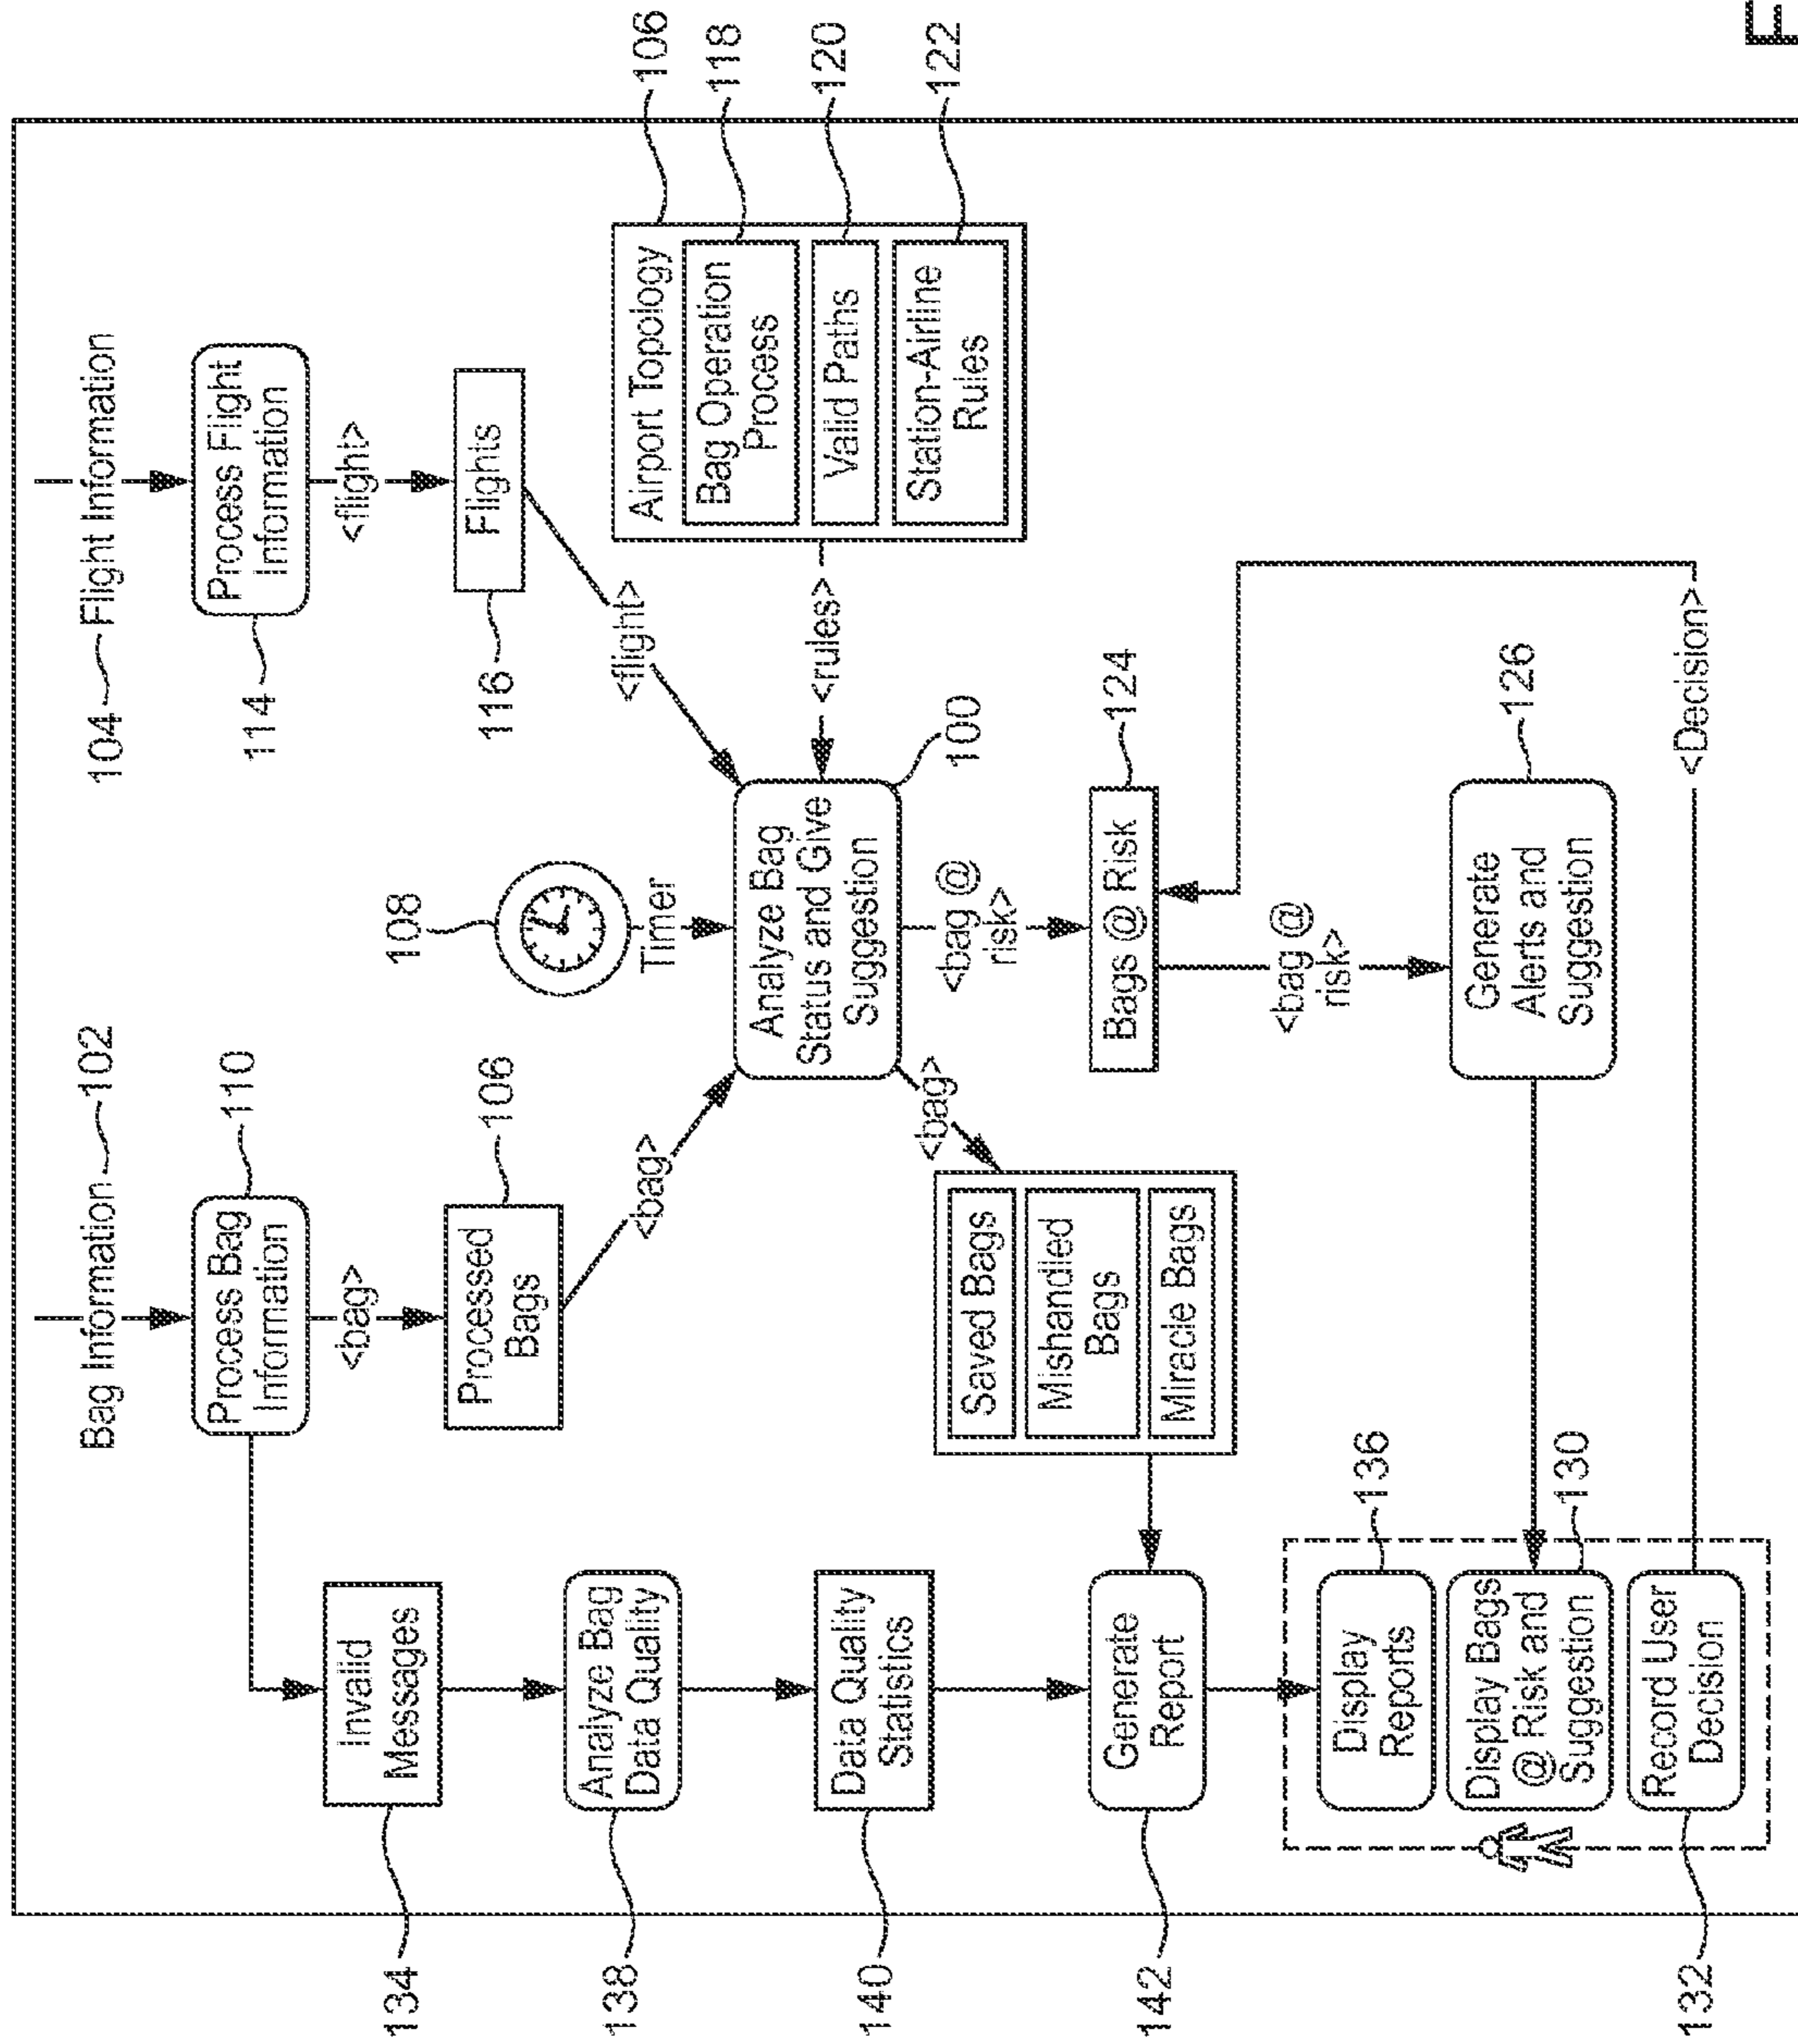 Bag Information
102
104
Flight Information
Process Bag
Information
110
Process Flight
Information
114
<bag>
<flight>
Invalid
Messages
134
Processed
Bags
106
108
Timer
Flights
116
Airport Topology
106
Bag Operation
Process
118
Valid Paths
120
Station-Airline
Rules
122
Analyze Bag
Data Quality
138
<bag>
<flight>
<rules>
Analyze Bag
Status and Give
Suggestion
100
Data Quality
Statistics
140
<bag>
<bag @
risk>
Saved Bags
Mishandled
Bags
Miracle Bags
Bags @ Risk
124
Generate
Report
142
<bag @
risk>
Display
Reports
136
Display Bags
@ Risk and
Suggestion
130
Generate
Alerts and
Suggestion
126
Record User
Decision
132
<Decision>
F